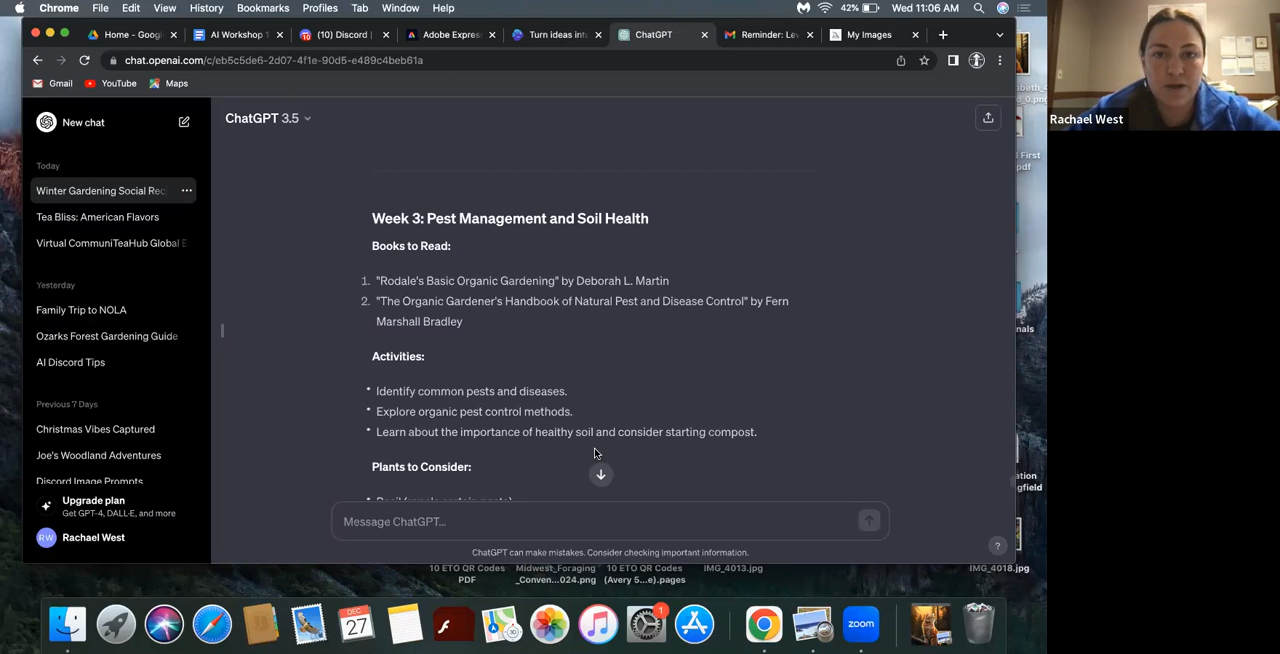 Chrome File Edit View History Bookmarks Profiles Tab Window Help 42% Wed 11:06 AM
Home - Goog
AI Workshop 1
(10) Discord |
Adobe Expres
Turn ideas int
ChatGPT
Reminder: Le
My Images
chat.openai.com/c/eb5c5de6-2d07-4f1e-90d5-e489c4beb61a
Gmail YouTube Maps
New chat
ChatGPT 3.5
Today
Winter Gardening Social Rec
Tea Bliss: American Flavors
Virtual CommuniTeaHub Global E
Yesterday
Family Trip to NOLA
Ozarks Forest Gardening Guide
AI Discord Tips
Previous 7 Days
Christmas Vibes Captured
Joe's Woodland Adventures
Discord Image Prompts
Upgrade plan
Get GPT-4, DALL·E, and more
RW Rachael West
Week 3: Pest Management and Soil Health
Books to Read:
1. "Rodale's Basic Organic Gardening" by Deborah L. Martin
2. "The Organic Gardener's Handbook of Natural Pest and Disease Control" by Fern
Marshall Bradley
Activities:
• Identify common pests and diseases.
• Explore organic pest control methods.
• Learn about the importance of healthy soil and consider starting compost.
Plants to Consider:
Message ChatGPT...
ChatGPT can make mistakes. Consider checking important information.
?
Rachael West
First
pdf
10 ETO QR Codes
PDF
Midwest_Foraging
_Conven...024.png
10 ETO QR Codes
(Avery 5...e).pages
IMG_4013.jpg
IMG_4018.jpg
DEC
27
1
zoom